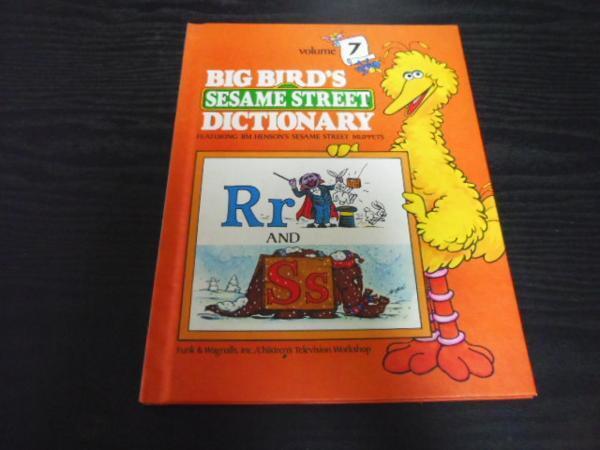 volume 7
BIG BIRD'S
SESAME STREET
DICTIONARY
FEATURING JIM HENSON'S SESAME STREET MUPPETS
Rr
AND
Ss
Funk & Wagnalls, Inc./Children's Television Workshop